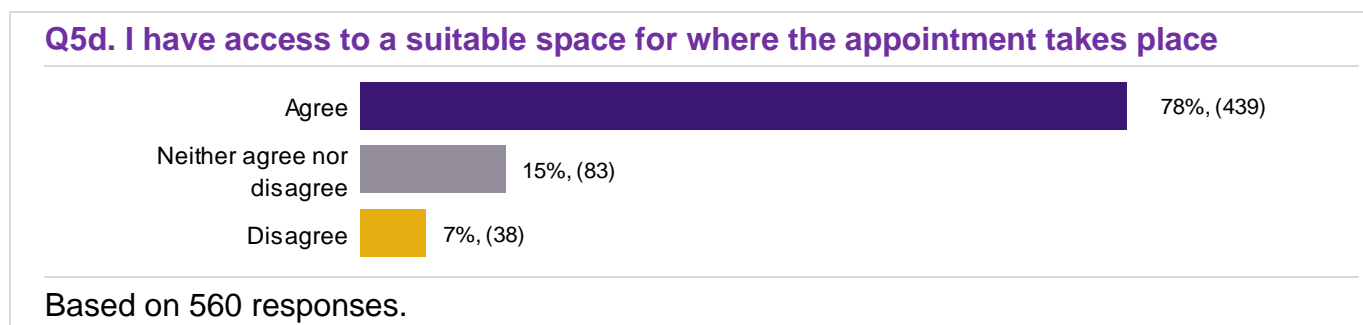 Q5d. I have access to a suitable space for where the appointment takes place
Agree
78%, (439)
Neither agree nor
disagree
15%, (83)
Disagree
7%, (38)
Based on 560 responses.